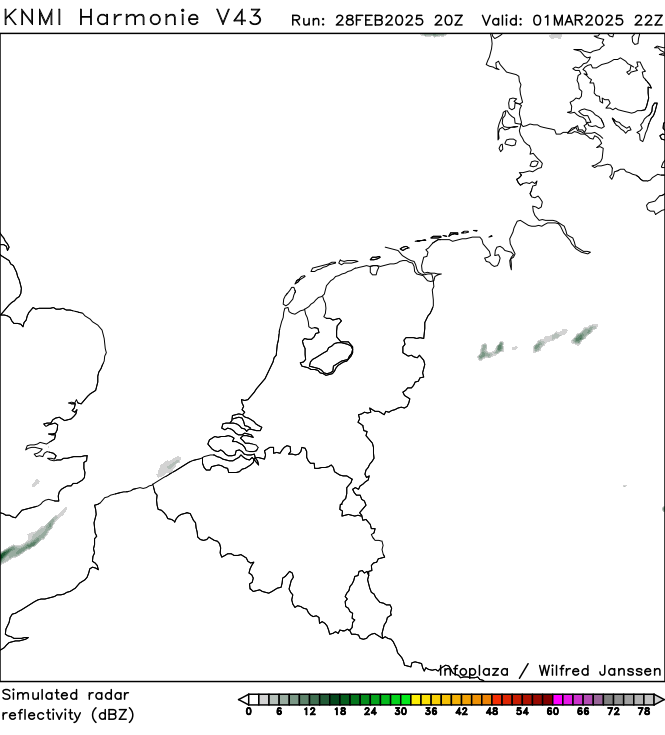 KNMI Harmonie V43 Run: 28FEB2025 20Z Valid: 01MAR2025 22Z
infoplaza / Wilfred Janssen
Simulated radar
reflectivity (dBZ)
0 6 12 18 24 30 36 42 48 54 60 66 72 78